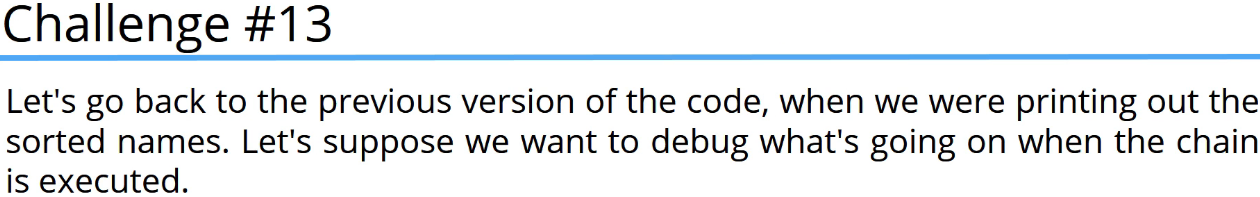 Challenge #13
Let's go back to the previous version of the code, when we were printing out the
sorted names. Let's suppose we want to debug what's going on when the chain
is executed.